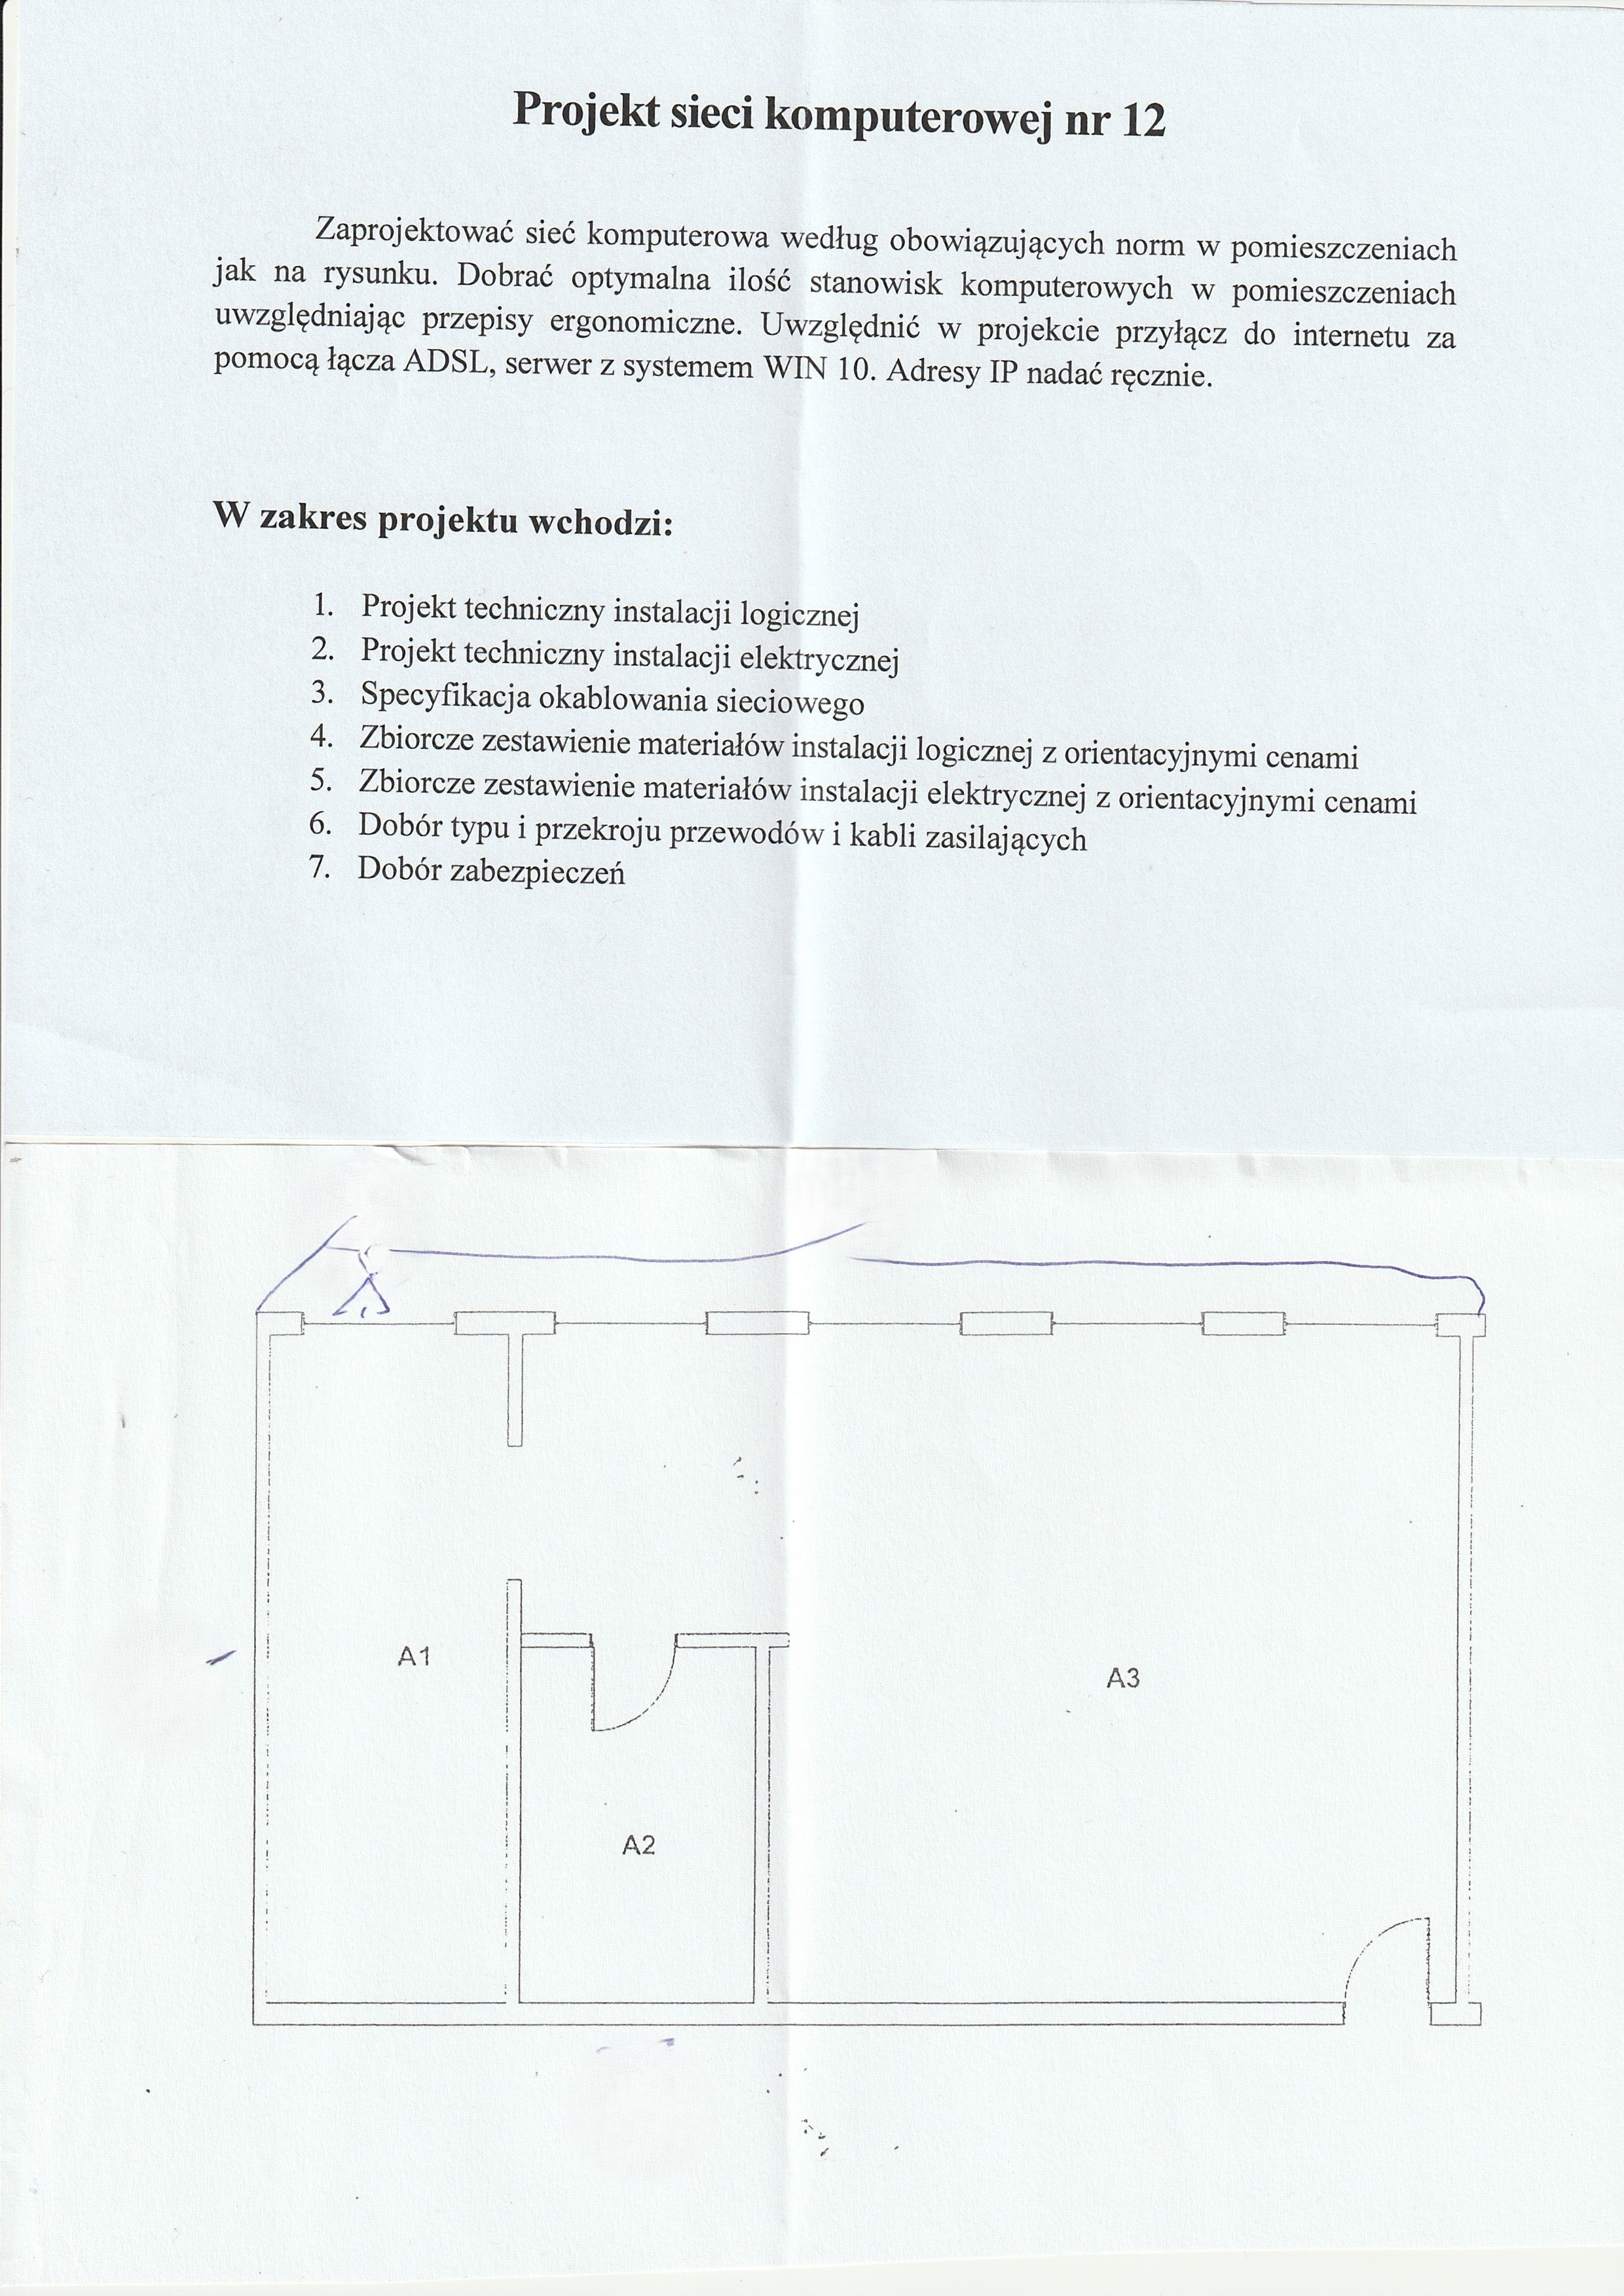 Projekt sieci komputerowej nr 12
Zaprojektować sieć komputerowa według obowiązujących norm w pomieszczeniach
jak na rysunku. Dobrać optymalna ilość stanowisk komputerowych w pomieszczeniach
uwzględniając przepisy ergonomiczne. Uwzględnić w projekcie przyłącz do internetu za
pomocą łącza ADSL, serwer z systemem WIN 10. Adresy IP nadać ręcznie.
W zakres projektu wchodzi:
1. Projekt techniczny instalacji logicznej
2. Projekt techniczny instalacji elektrycznej
3. Specyfikacja okablowania sieciowego
4. Zbiorcze zestawienie materiałów instalacji logicznej z orientacyjnymi cenami
5. Zbiorcze zestawienie materiałów instalacji elektrycznej z orientacyjnymi cenami
6. Dobór typu i przekroju przewodów i kabli zasilających
7. Dobór zabezpieczeń
A1
A3
A2